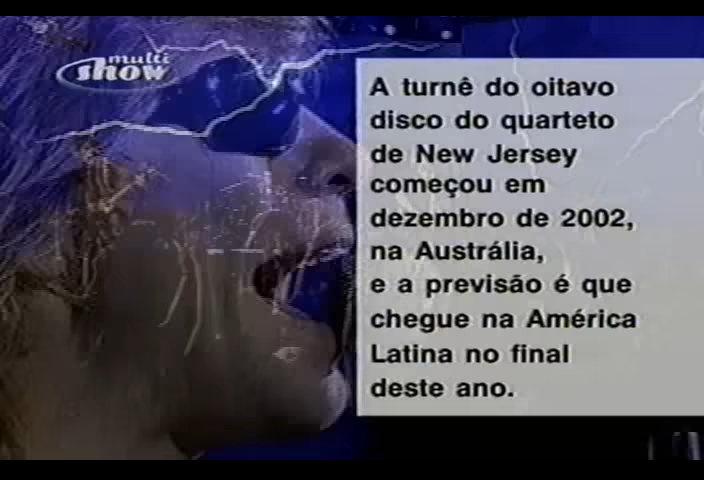 multi
show
A turnê do oitavo
disco do quarteto
de New Jersey
começou em
dezembro de 2002,
na Austrália,
e a previsão é que
chegue na América
Latina no final
deste ano.